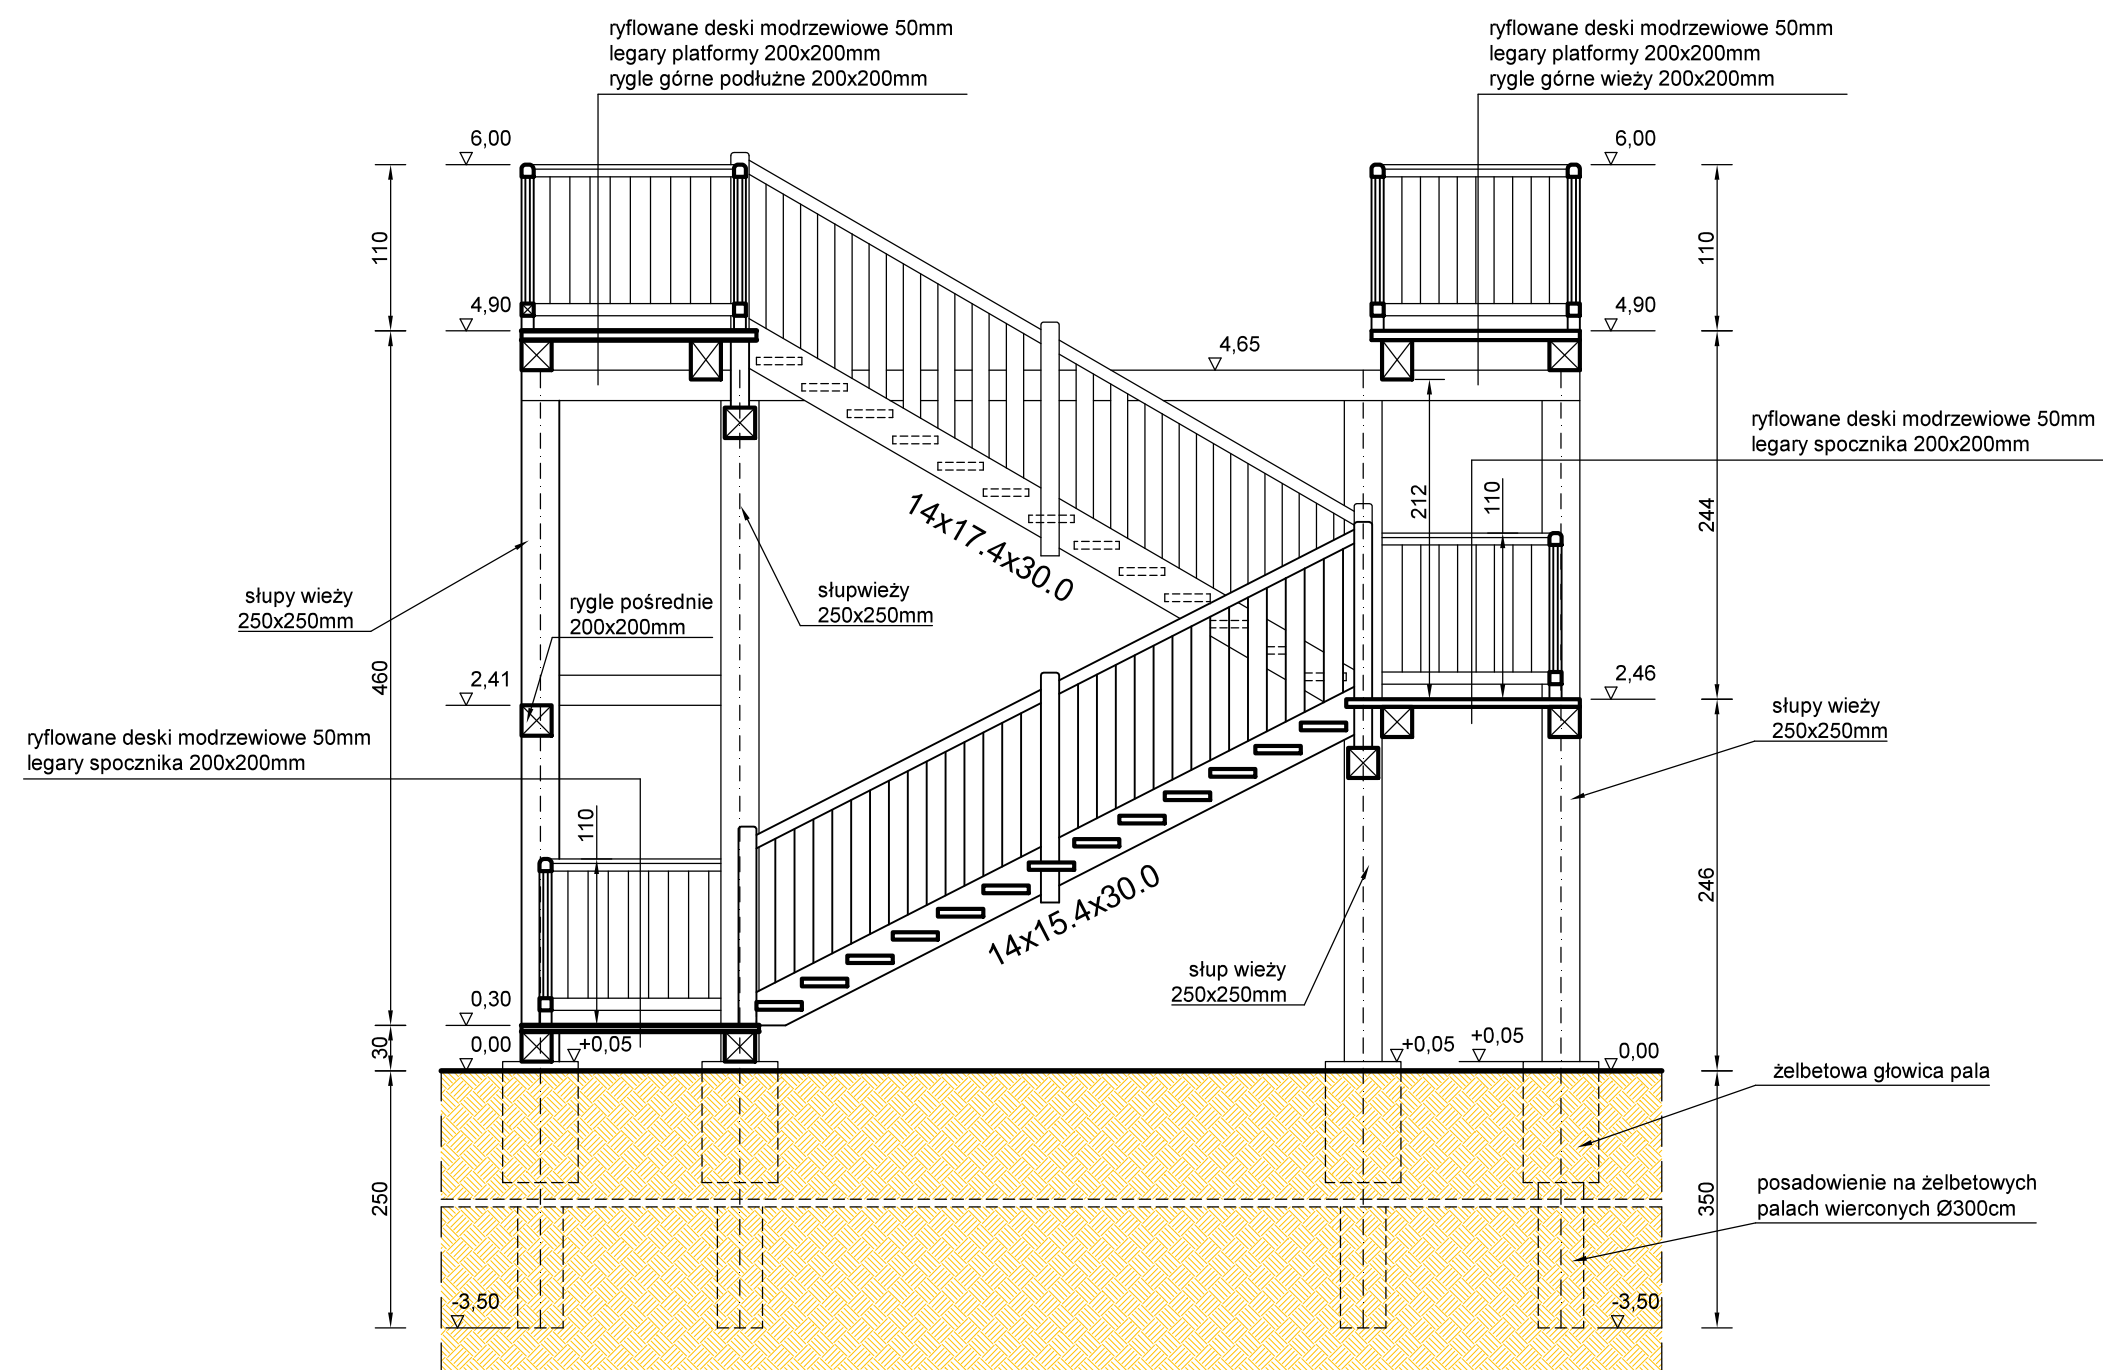 ryflowane deski modrzewiowe 50mm
legary platformy 200x200mm
rygle górne podłużne 200x200mm
ryflowane deski modrzewiowe 50mm
legary platformy 200x200mm
rygle górne wieży 200x200mm
6,00
6,00
110
110
4,90
4,90
4,65
ryflowane deski modrzewiowe 50mm
legary spocznika 200x200mm
14x17.4x30.0
212
110
244
słupy wieży
250x250mm
rygle pośrednie
200x200mm
słupwieży
250x250mm
460
2,41
2,46
słupy wieży
250x250mm
ryflowane deski modrzewiowe 50mm
legary spocznika 200x200mm
110
14x15.4x30.0
246
słup wieży
250x250mm
0,30
30
0,00
+0,05
+0,05
+0,05
0,00
żelbetowa głowica pala
250
350
posadowienie na żelbetowych
palach wierconych Ø300cm
-3,50
-3,50